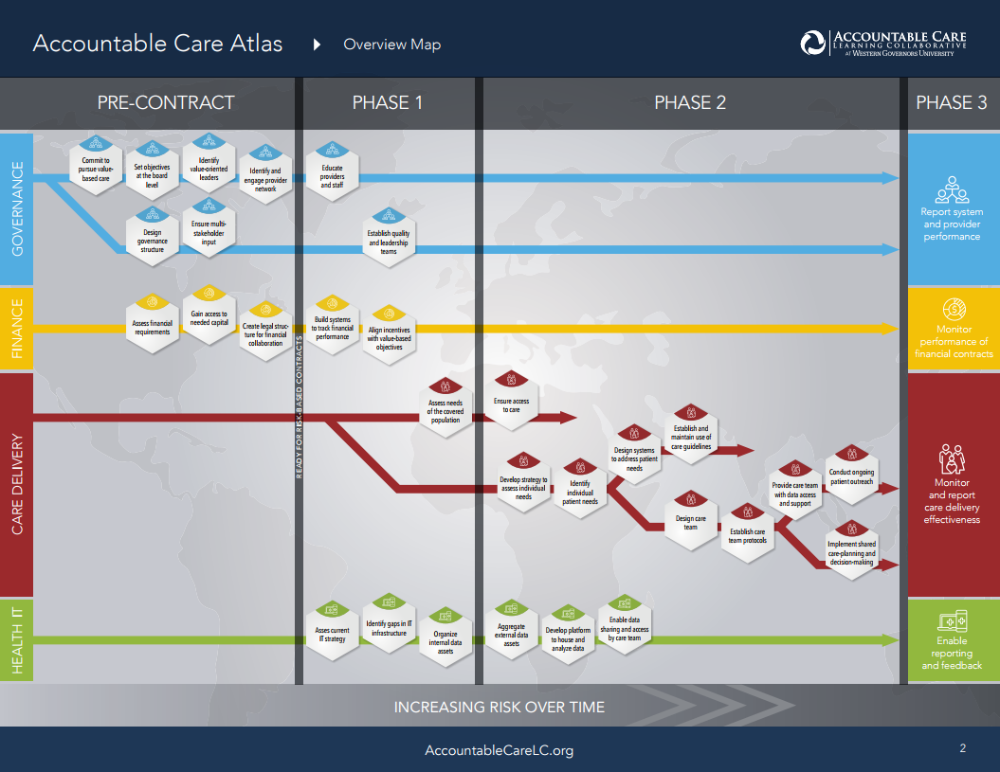 Accountable Care Atlas
Overview Map
ACCOUNTABLE CARE
LEARNING COLLABORATIVE
AT WESTERN GOVERNORS UNIVERSITY
PRE-CONTRACT
PHASE 1
PHASE 2
PHASE 3
GOVERNANCE
Commit to
pursue value-
based care
Set objectives
at the board
level
Identify
value-oriented
leaders
Identify and
engage provider
network
Educate
providers
and staff
Design
governance
structure
Ensure multi-
stakeholder
input
Establish quality
and leadership
teams
Report system
and provider
performance
FINANCE
Assess financial
requirements
Gain access to
needed capital
Create legal struc-
ture for financial
collaboration
Build systems
to track financial
performance
Align incentives
with value-based
objectives
Monitor
performance of
financial contracts
READY FOR RISK-BASED CONTRACTS
CARE DELIVERY
Assess needs
of the covered
population
Ensure access
to care
Develop strategy to
assess individual
needs
Identify
individual
patient needs
Design systems
to address patient
needs
Establish and
maintain use of
care guidelines
Design care
team
Establish care
team protocols
Provide care team
with data access
and support
Conduct ongoing
patient outreach
Implement shared
care-planning and
decision-making
Monitor
and report
care delivery
effectiveness
HEALTH IT
Asses current
IT strategy
Identify gaps in IT
infrastructure
Organize
internal data
assets
Aggregate
external data
assets
Develop platform
to house and
analyze data
Enable data
sharing and access
by care team
Enable
reporting
and feedback
INCREASING RISK OVER TIME
AccountableCareLC.org
2